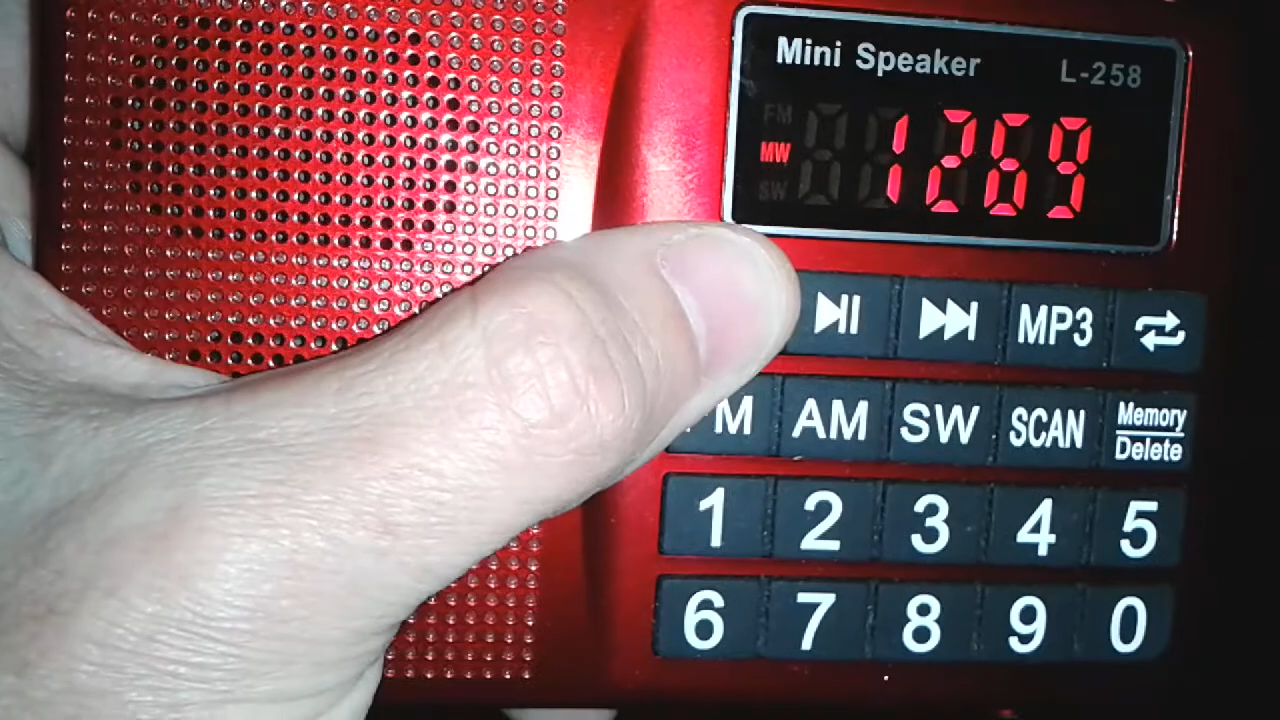 Mini Speaker L-258
FM
MW 1269
SW
MP3
M AM SW SCAN Memory
Delete
1 2 3 4 5
6 7 8 9 0